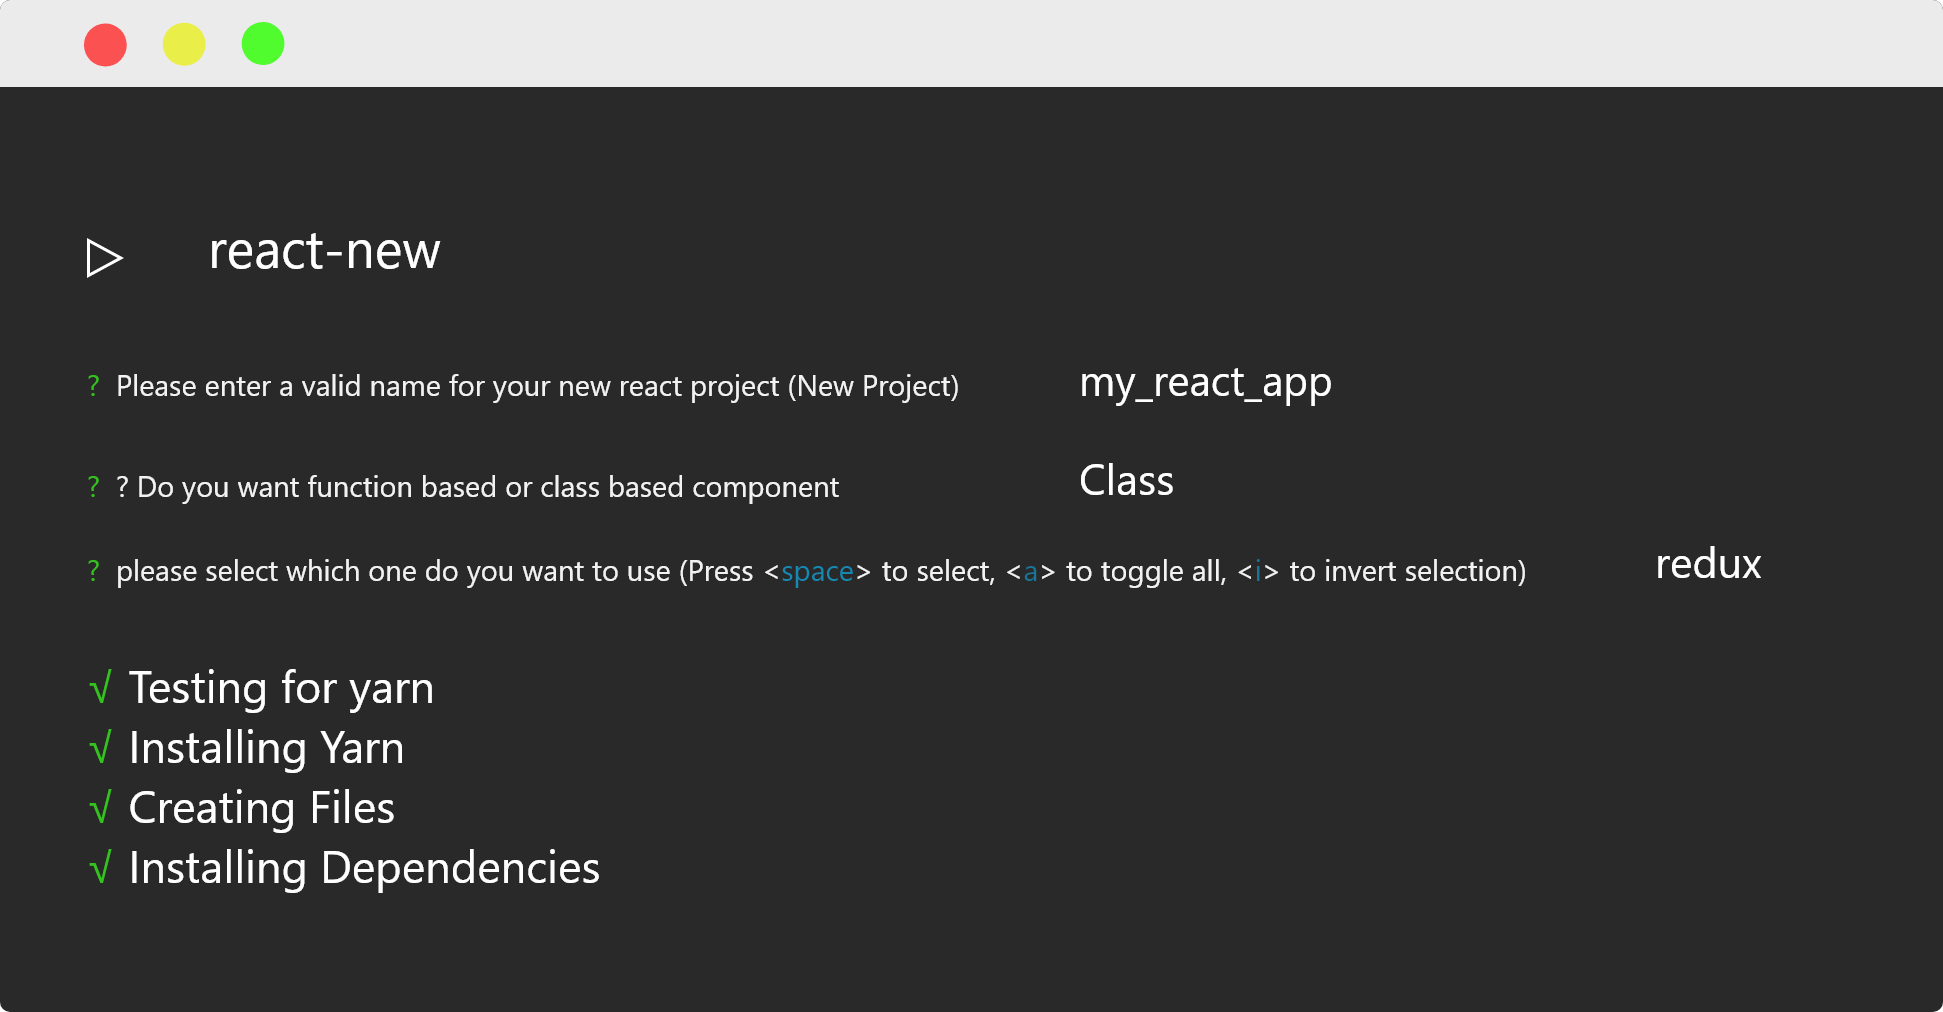 react-new
? Please enter a valid name for your new react project (New Project) my_react_app
? ? Do you want function based or class based component Class
? please select which one do you want to use (Press <space> to select, <a> to toggle all, <i> to invert selection) redux
√ Testing for yarn
√ Installing Yarn
√ Creating Files
√ Installing Dependencies